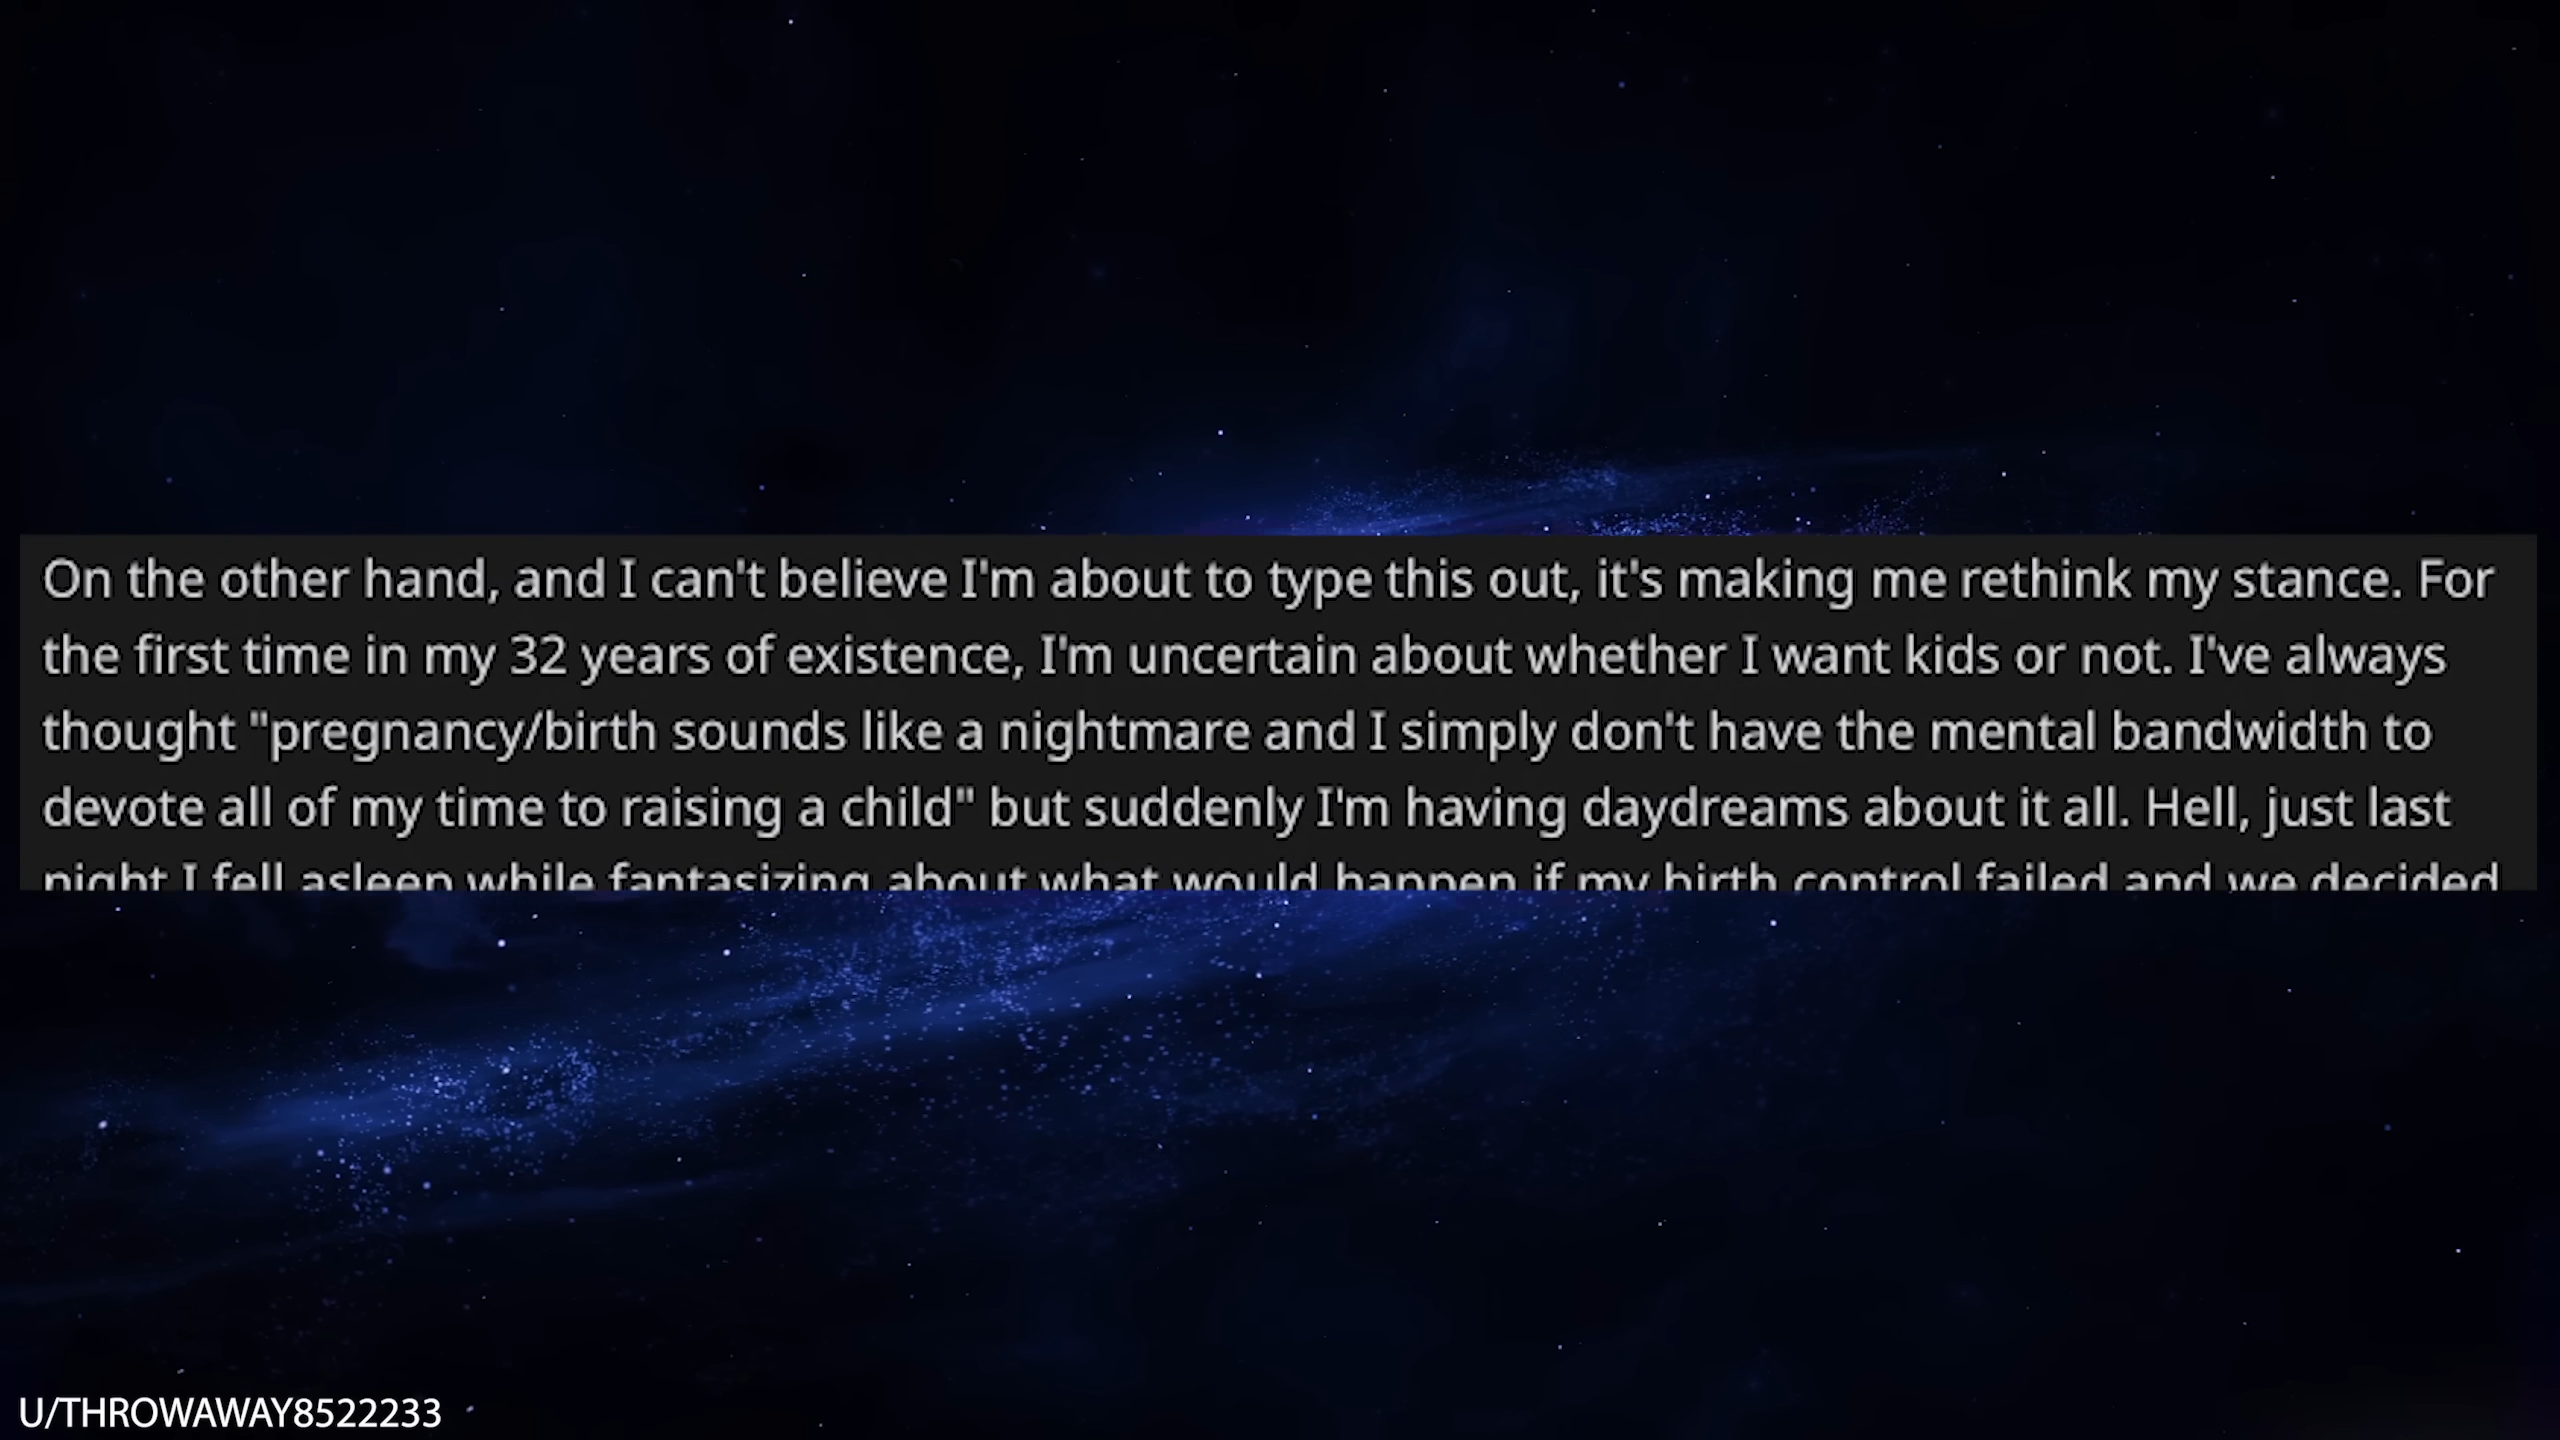 On the other hand, and I can't believe I'm about to type this out, it's making me rethink my stance. For
the first time in my 32 years of existence, I'm uncertain about whether I want kids or not. I've always
thought "pregnancy/birth sounds like a nightmare and I simply don't have the mental bandwidth to
devote all of my time to raising a child" but suddenly I'm having daydreams about it all. Hell, just last
night I fell asleep while fantasizing about what would happen if my birth control failed and we decided
U/THROWAWAY8522233